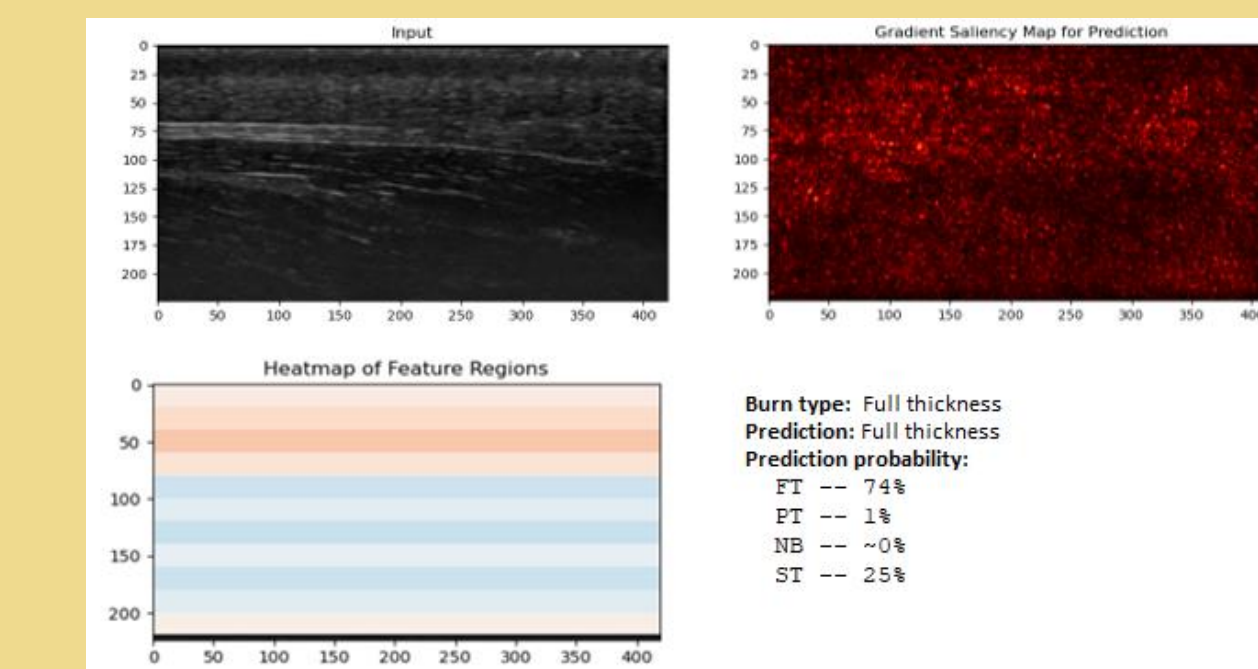 Input
0
25
50
75
100
125
150
175
200
0 50 100 150 200 250 300 350 400
Gradient Saliency Map for Prediction
0
25
50
75
100
125
150
175
200
0 50 100 150 200 250 300 350
Heatmap of Feature Regions
0
50
100
150
200
0 50 100 150 200 250 300 350 400
Burn type: Full thickness
Prediction: Full thickness
Prediction probability:
FT -- 74%
PT -- 1%
NB -- ~0%
ST -- 25%